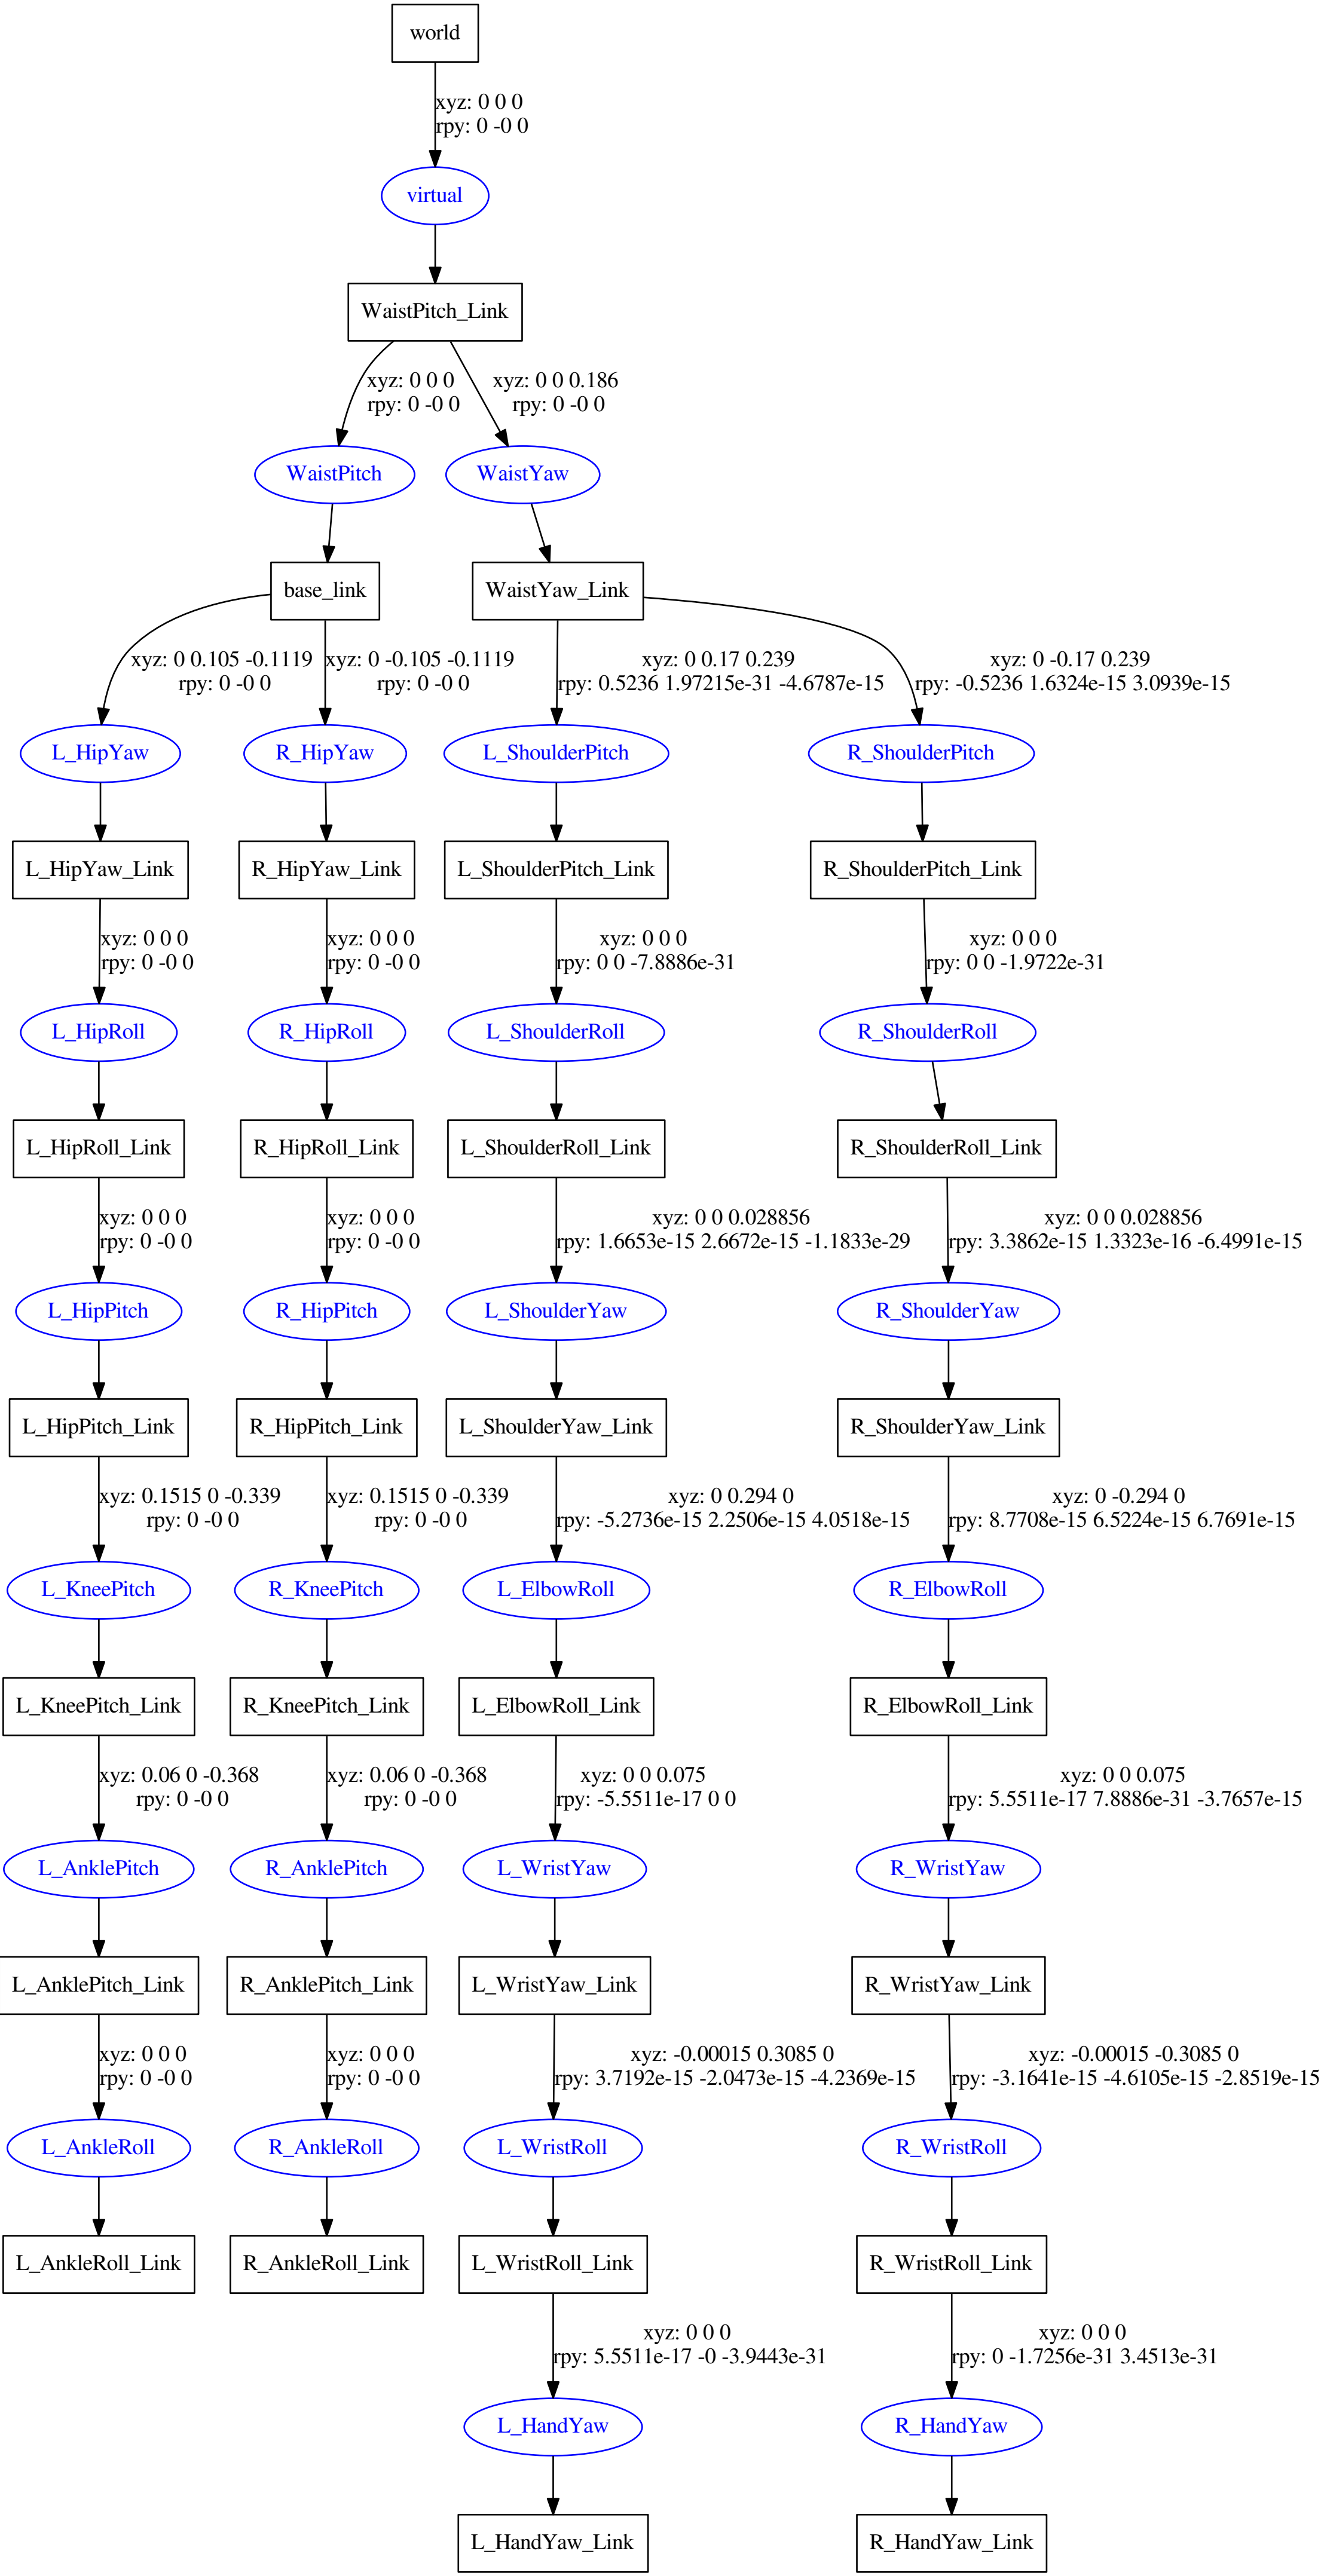 world
xyz: 0 0 0
rpy: 0 -0 0
virtual
WaistPitch_Link
xyz: 0 0 0
rpy: 0 -0 0
xyz: 0 0 0.186
rpy: 0 -0 0
WaistPitch
WaistYaw
base_link
WaistYaw_Link
xyz: 0 0.105 -0.1119
rpy: 0 -0 0
xyz: 0 -0.105 -0.1119
rpy: 0 -0 0
xyz: 0 0.17 0.239
rpy: 0.5236 1.97215e-31 -4.6787e-15
xyz: 0 -0.17 0.239
rpy: -0.5236 1.6324e-15 3.0939e-15
L_HipYaw
R_HipYaw
L_ShoulderPitch
R_ShoulderPitch
L_HipYaw_Link
R_HipYaw_Link
L_ShoulderPitch_Link
R_ShoulderPitch_Link
xyz: 0 0 0
rpy: 0 -0 0
xyz: 0 0 0
rpy: 0 -0 0
xyz: 0 0 0
rpy: 0 0 -7.8886e-31
xyz: 0 0 0
rpy: 0 0 -1.9722e-31
L_HipRoll
R_HipRoll
L_ShoulderRoll
R_ShoulderRoll
L_HipRoll_Link
R_HipRoll_Link
L_ShoulderRoll_Link
R_ShoulderRoll_Link
xyz: 0 0 0
rpy: 0 -0 0
xyz: 0 0 0
rpy: 0 -0 0
xyz: 0 0 0.028856
rpy: 1.6653e-15 2.6672e-15 -1.1833e-29
xyz: 0 0 0.028856
rpy: 3.3862e-15 1.3323e-16 -6.4991e-15
L_HipPitch
R_HipPitch
L_ShoulderYaw
R_ShoulderYaw
L_HipPitch_Link
R_HipPitch_Link
L_ShoulderYaw_Link
R_ShoulderYaw_Link
xyz: 0.1515 0 -0.339
rpy: 0 -0 0
xyz: 0.1515 0 -0.339
rpy: 0 -0 0
xyz: 0 0.294 0
rpy: -5.2736e-15 2.2506e-15 4.0518e-15
xyz: 0 -0.294 0
rpy: 8.7708e-15 6.5224e-15 6.7691e-15
L_KneePitch
R_KneePitch
L_ElbowRoll
R_ElbowRoll
L_KneePitch_Link
R_KneePitch_Link
L_ElbowRoll_Link
R_ElbowRoll_Link
xyz: 0.06 0 -0.368
rpy: 0 -0 0
xyz: 0.06 0 -0.368
rpy: 0 -0 0
xyz: 0 0 0.075
rpy: -5.5511e-17 0 0
xyz: 0 0 0.075
rpy: 5.5511e-17 7.8886e-31 -3.7657e-15
L_AnklePitch
R_AnklePitch
L_WristYaw
R_WristYaw
L_AnklePitch_Link
R_AnklePitch_Link
L_WristYaw_Link
R_WristYaw_Link
xyz: 0 0 0
rpy: 0 -0 0
xyz: 0 0 0
rpy: 0 -0 0
xyz: -0.00015 0.3085 0
rpy: 3.7192e-15 -2.0473e-15 -4.2369e-15
xyz: -0.00015 -0.3085 0
rpy: -3.1641e-15 -4.6105e-15 -2.8519e-15
L_AnkleRoll
R_AnkleRoll
L_WristRoll
R_WristRoll
L_AnkleRoll_Link
R_AnkleRoll_Link
L_WristRoll_Link
R_WristRoll_Link
xyz: 0 0 0
rpy: 5.5511e-17 -0 -3.9443e-31
xyz: 0 0 0
rpy: 0 -1.7256e-31 3.4513e-31
L_HandYaw
R_HandYaw
L_HandYaw_Link
R_HandYaw_Link